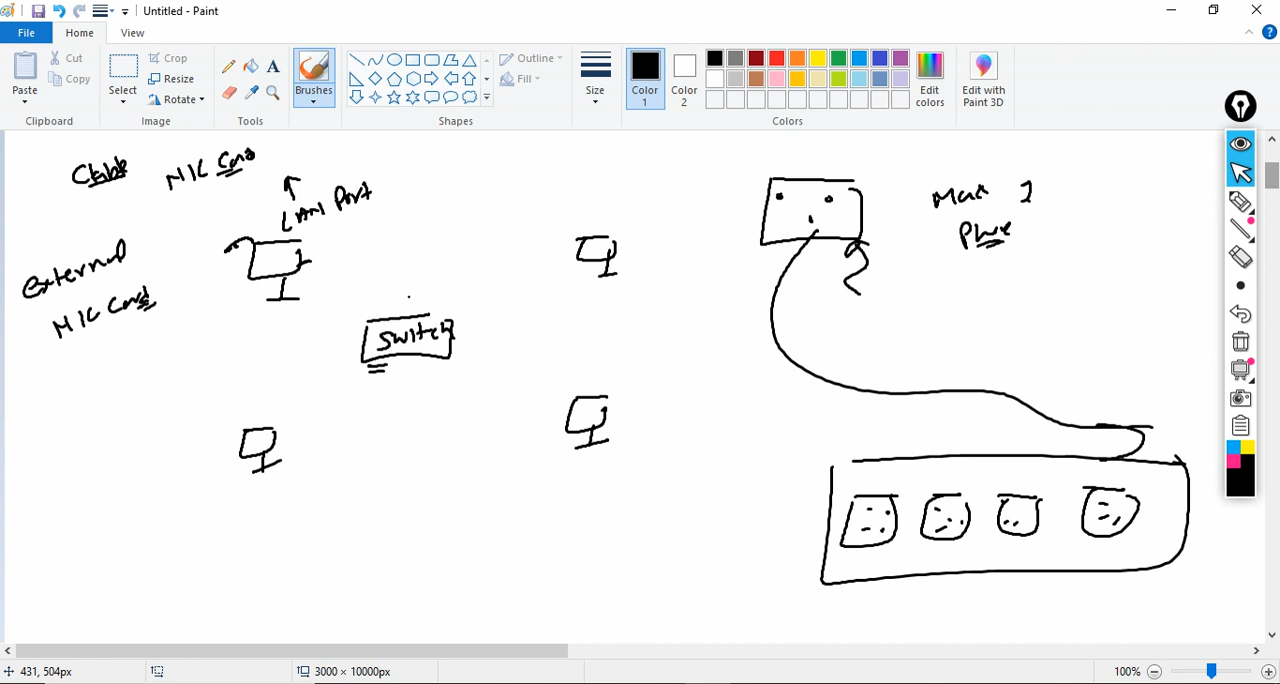 Untitled - Paint
File Home View
Paste
Cut
Copy
Clipboard
Select
Crop
Resize
Rotate
Image
A
Tools
Brushes
Shapes
Outline
Fill
Size
Color 1
Color 2
Edit colors
Edit with Paint 3D
Colors
NIC Card
LAN Port
External
NIC Card
Switch
Max 1
431, 504px
3000 × 10000px
100%